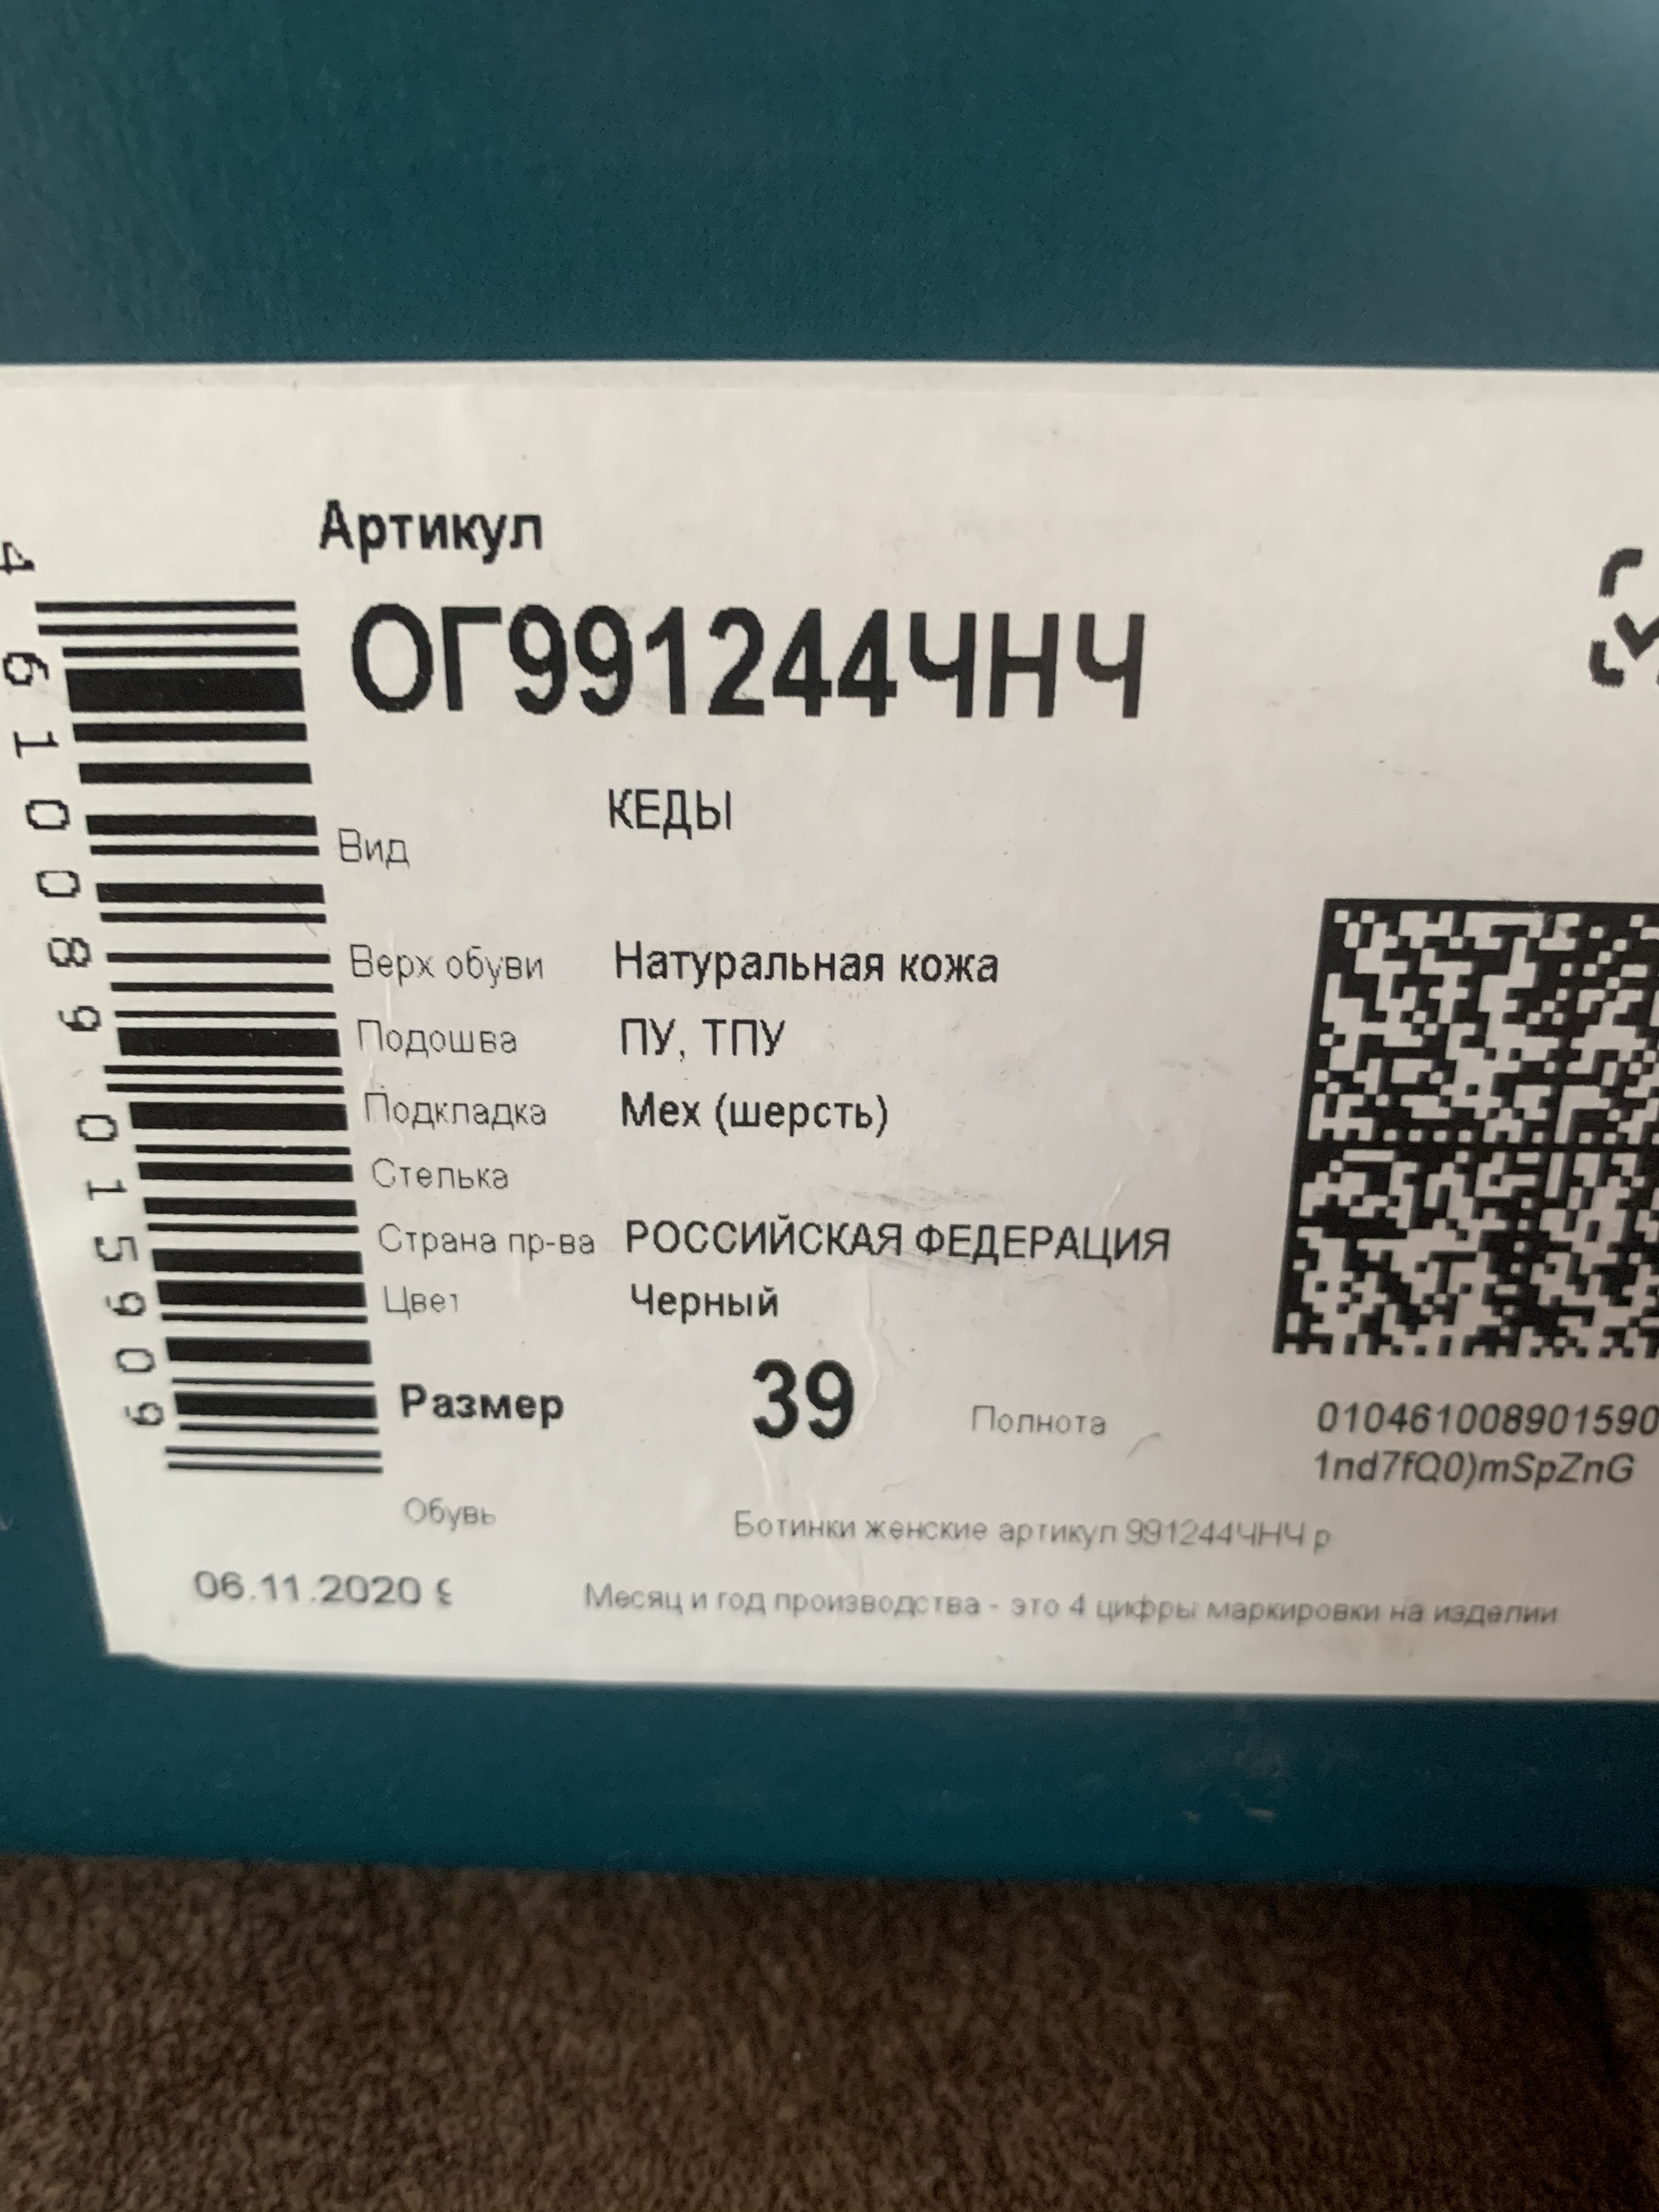 Артикул
ОГ991244ЧНЧ
Вид КЕДЫ
Верх обуви Натуральная кожа
Подошва ПУ, ТПУ
Подкладка Мех (шерсть)
Стелька
Страна пр-ва РОССИЙСКАЯ ФЕДЕРАЦИЯ
Цвет Черный
Размер 39 Полнота
Обувь Ботинки женские артикул 991244ЧНЧ р
06.11.2020
Месяц и год производства - это 4 цифры маркировки на изделии
4610089015909
010461008901590
1nd7fQ0)mSpZnG